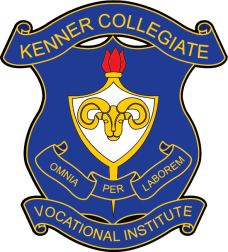 KENNER COLLEGIATE
OMNIA PER LABOREM
VOCATIONAL INSTITUTE